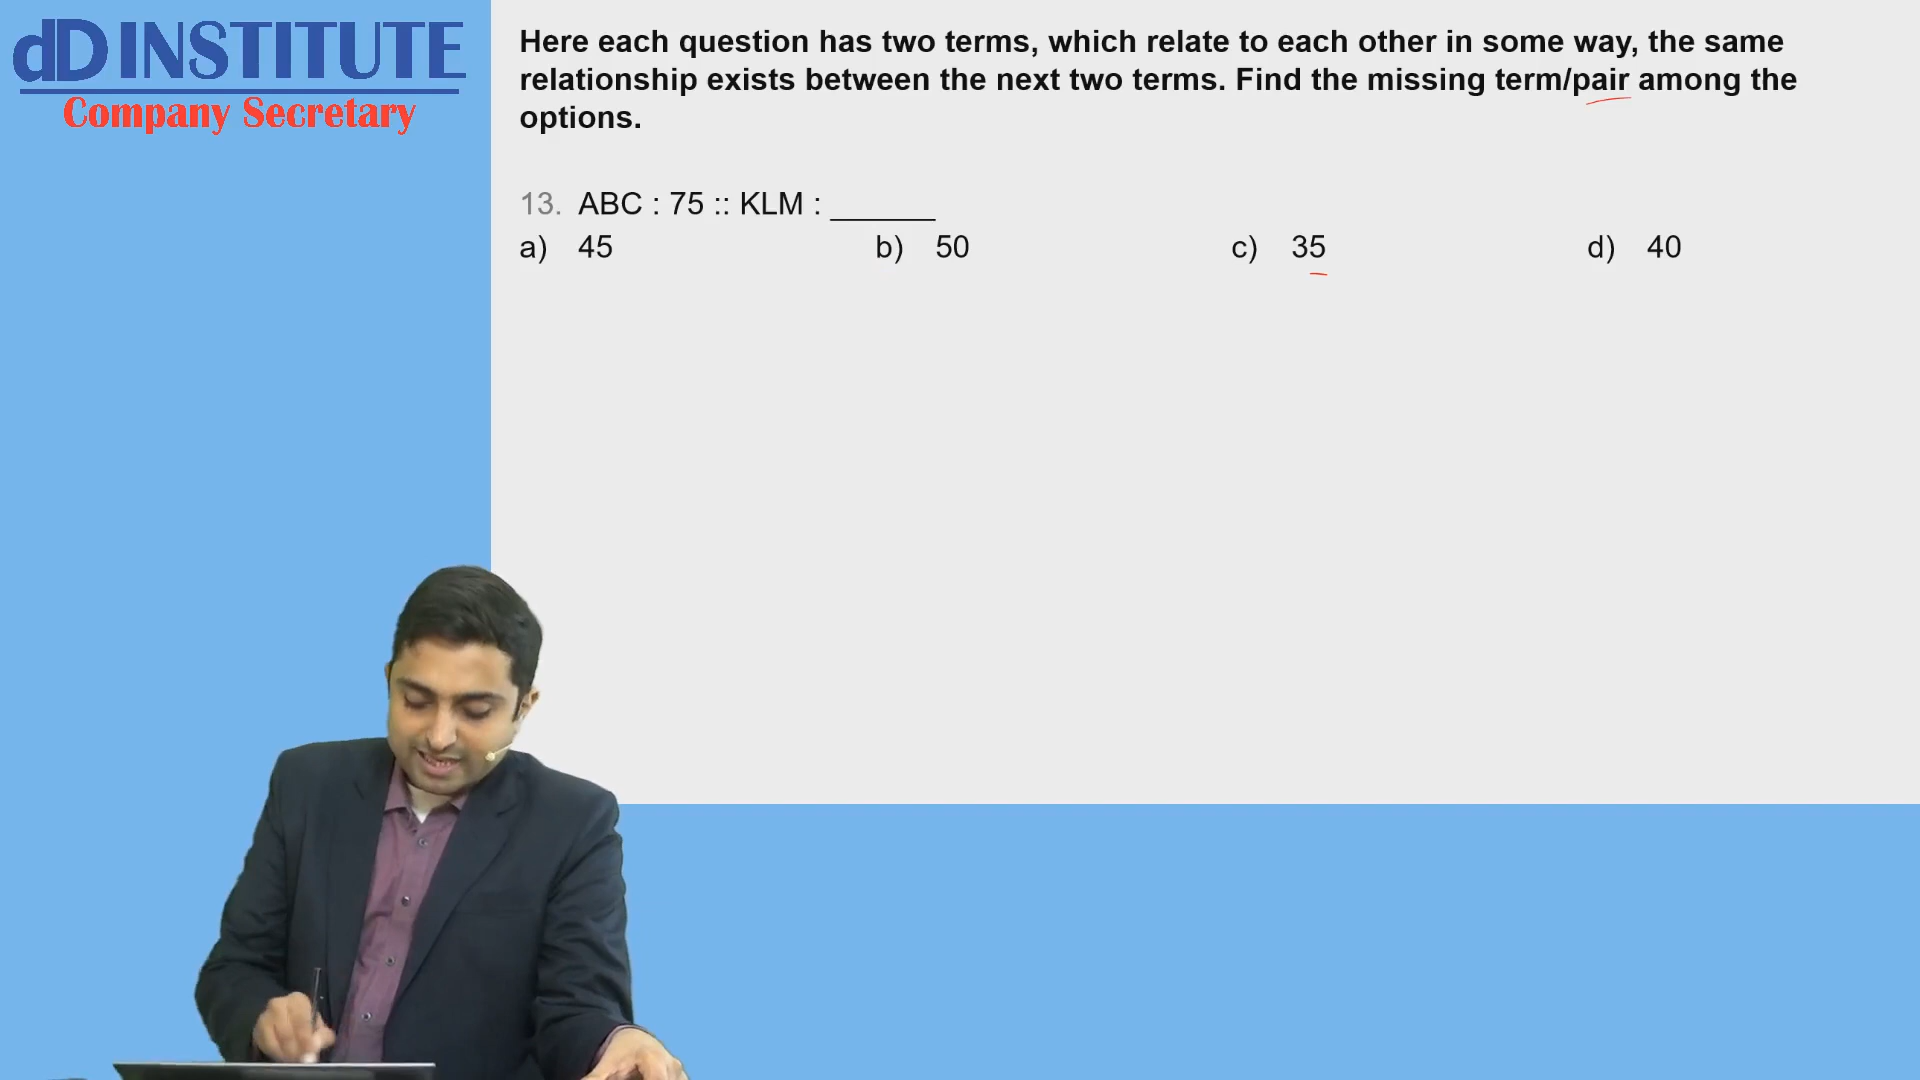 dD INSTITUTE
Company Secretary
Here each question has two terms, which relate to each other in some way, the same
relationship exists between the next two terms. Find the missing term/pair among the
options.
13. ABC : 75 :: KLM : ______
a) 45 b) 50 c) 35 d) 40